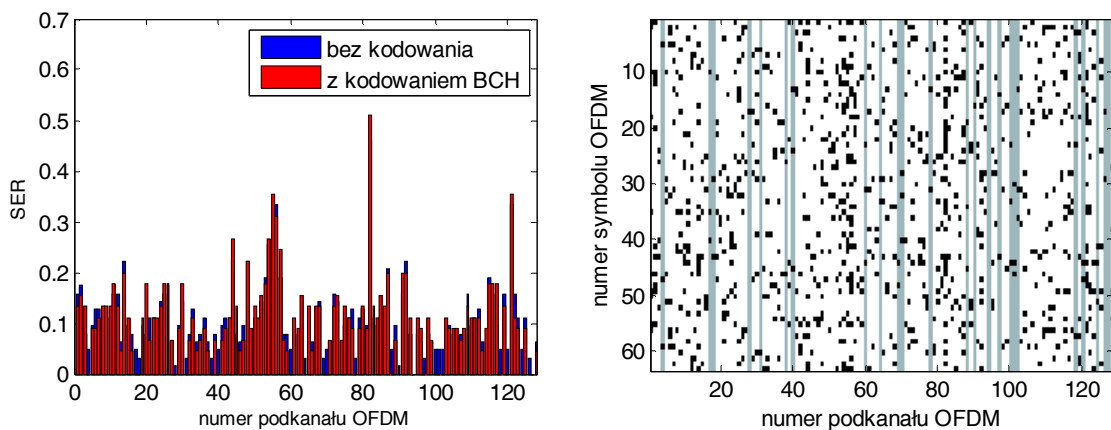 0.7
0.6
0.5
0.4
0.3
0.2
0.1
0
SER
bez kodowania
z kodowaniem BCH
0 20 40 60 80 100 120
numer podkanału OFDM
10
20
30
40
50
60
numer symbolu OFDM
20 40 60 80 100 120
numer podkanału OFDM